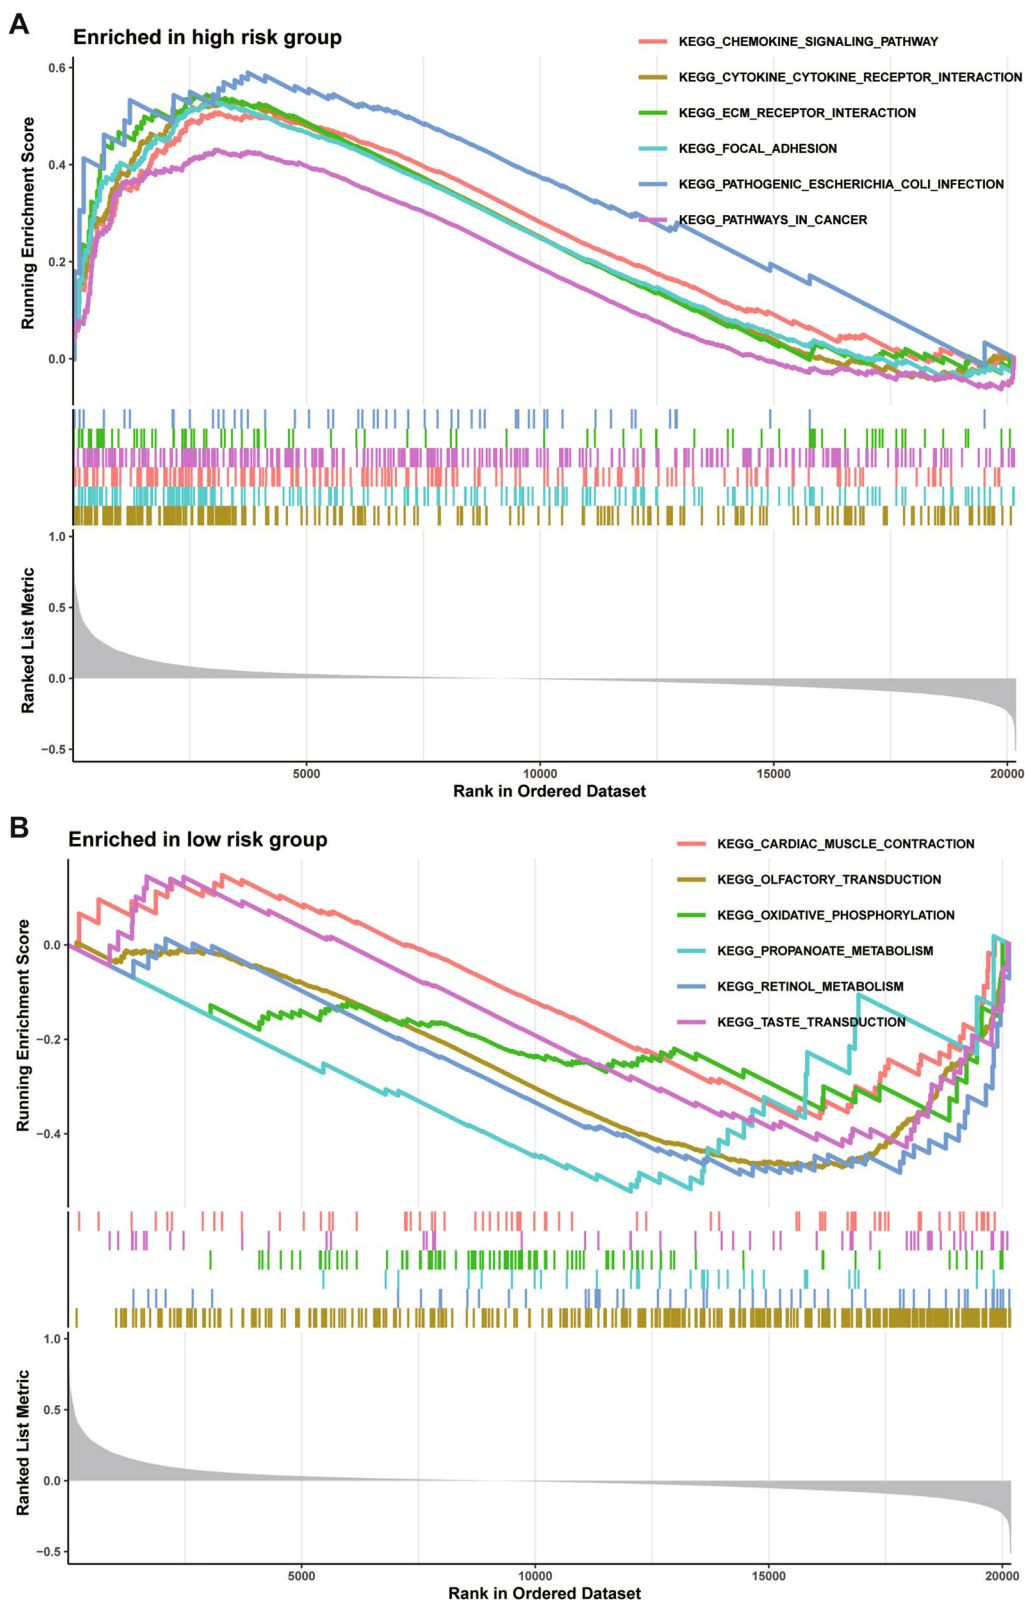 A
Enriched in high risk group
KEGG_CHEMOKINE_SIGNALING_PATHWAY
KEGG_CYTOKINE_CYTOKINE_RECEPTOR_INTERACTION
KEGG_ECM_RECEPTOR_INTERACTION
KEGG_FOCAL_ADHESION
KEGG_PATHOGENIC_ESCHERICHIA_COLI_INFECTION
KEGG_PATHWAYS_IN_CANCER
Running Enrichment Score
0.6
0.4
0.2
0.0
Ranked List Metric
1.0
0.5
0.0
−0.5
5000 10000 15000 20000
Rank in Ordered Dataset
B
Enriched in low risk group
KEGG_CARDIAC_MUSCLE_CONTRACTION
KEGG_OLFACTORY_TRANSDUCTION
KEGG_OXIDATIVE_PHOSPHORYLATION
KEGG_PROPANOATE_METABOLISM
KEGG_RETINOL_METABOLISM
KEGG_TASTE_TRANSDUCTION
Running Enrichment Score
0.0
−0.2
−0.4
Ranked List Metric
1.0
0.5
0.0
−0.5
5000 10000 15000 20000
Rank in Ordered Dataset